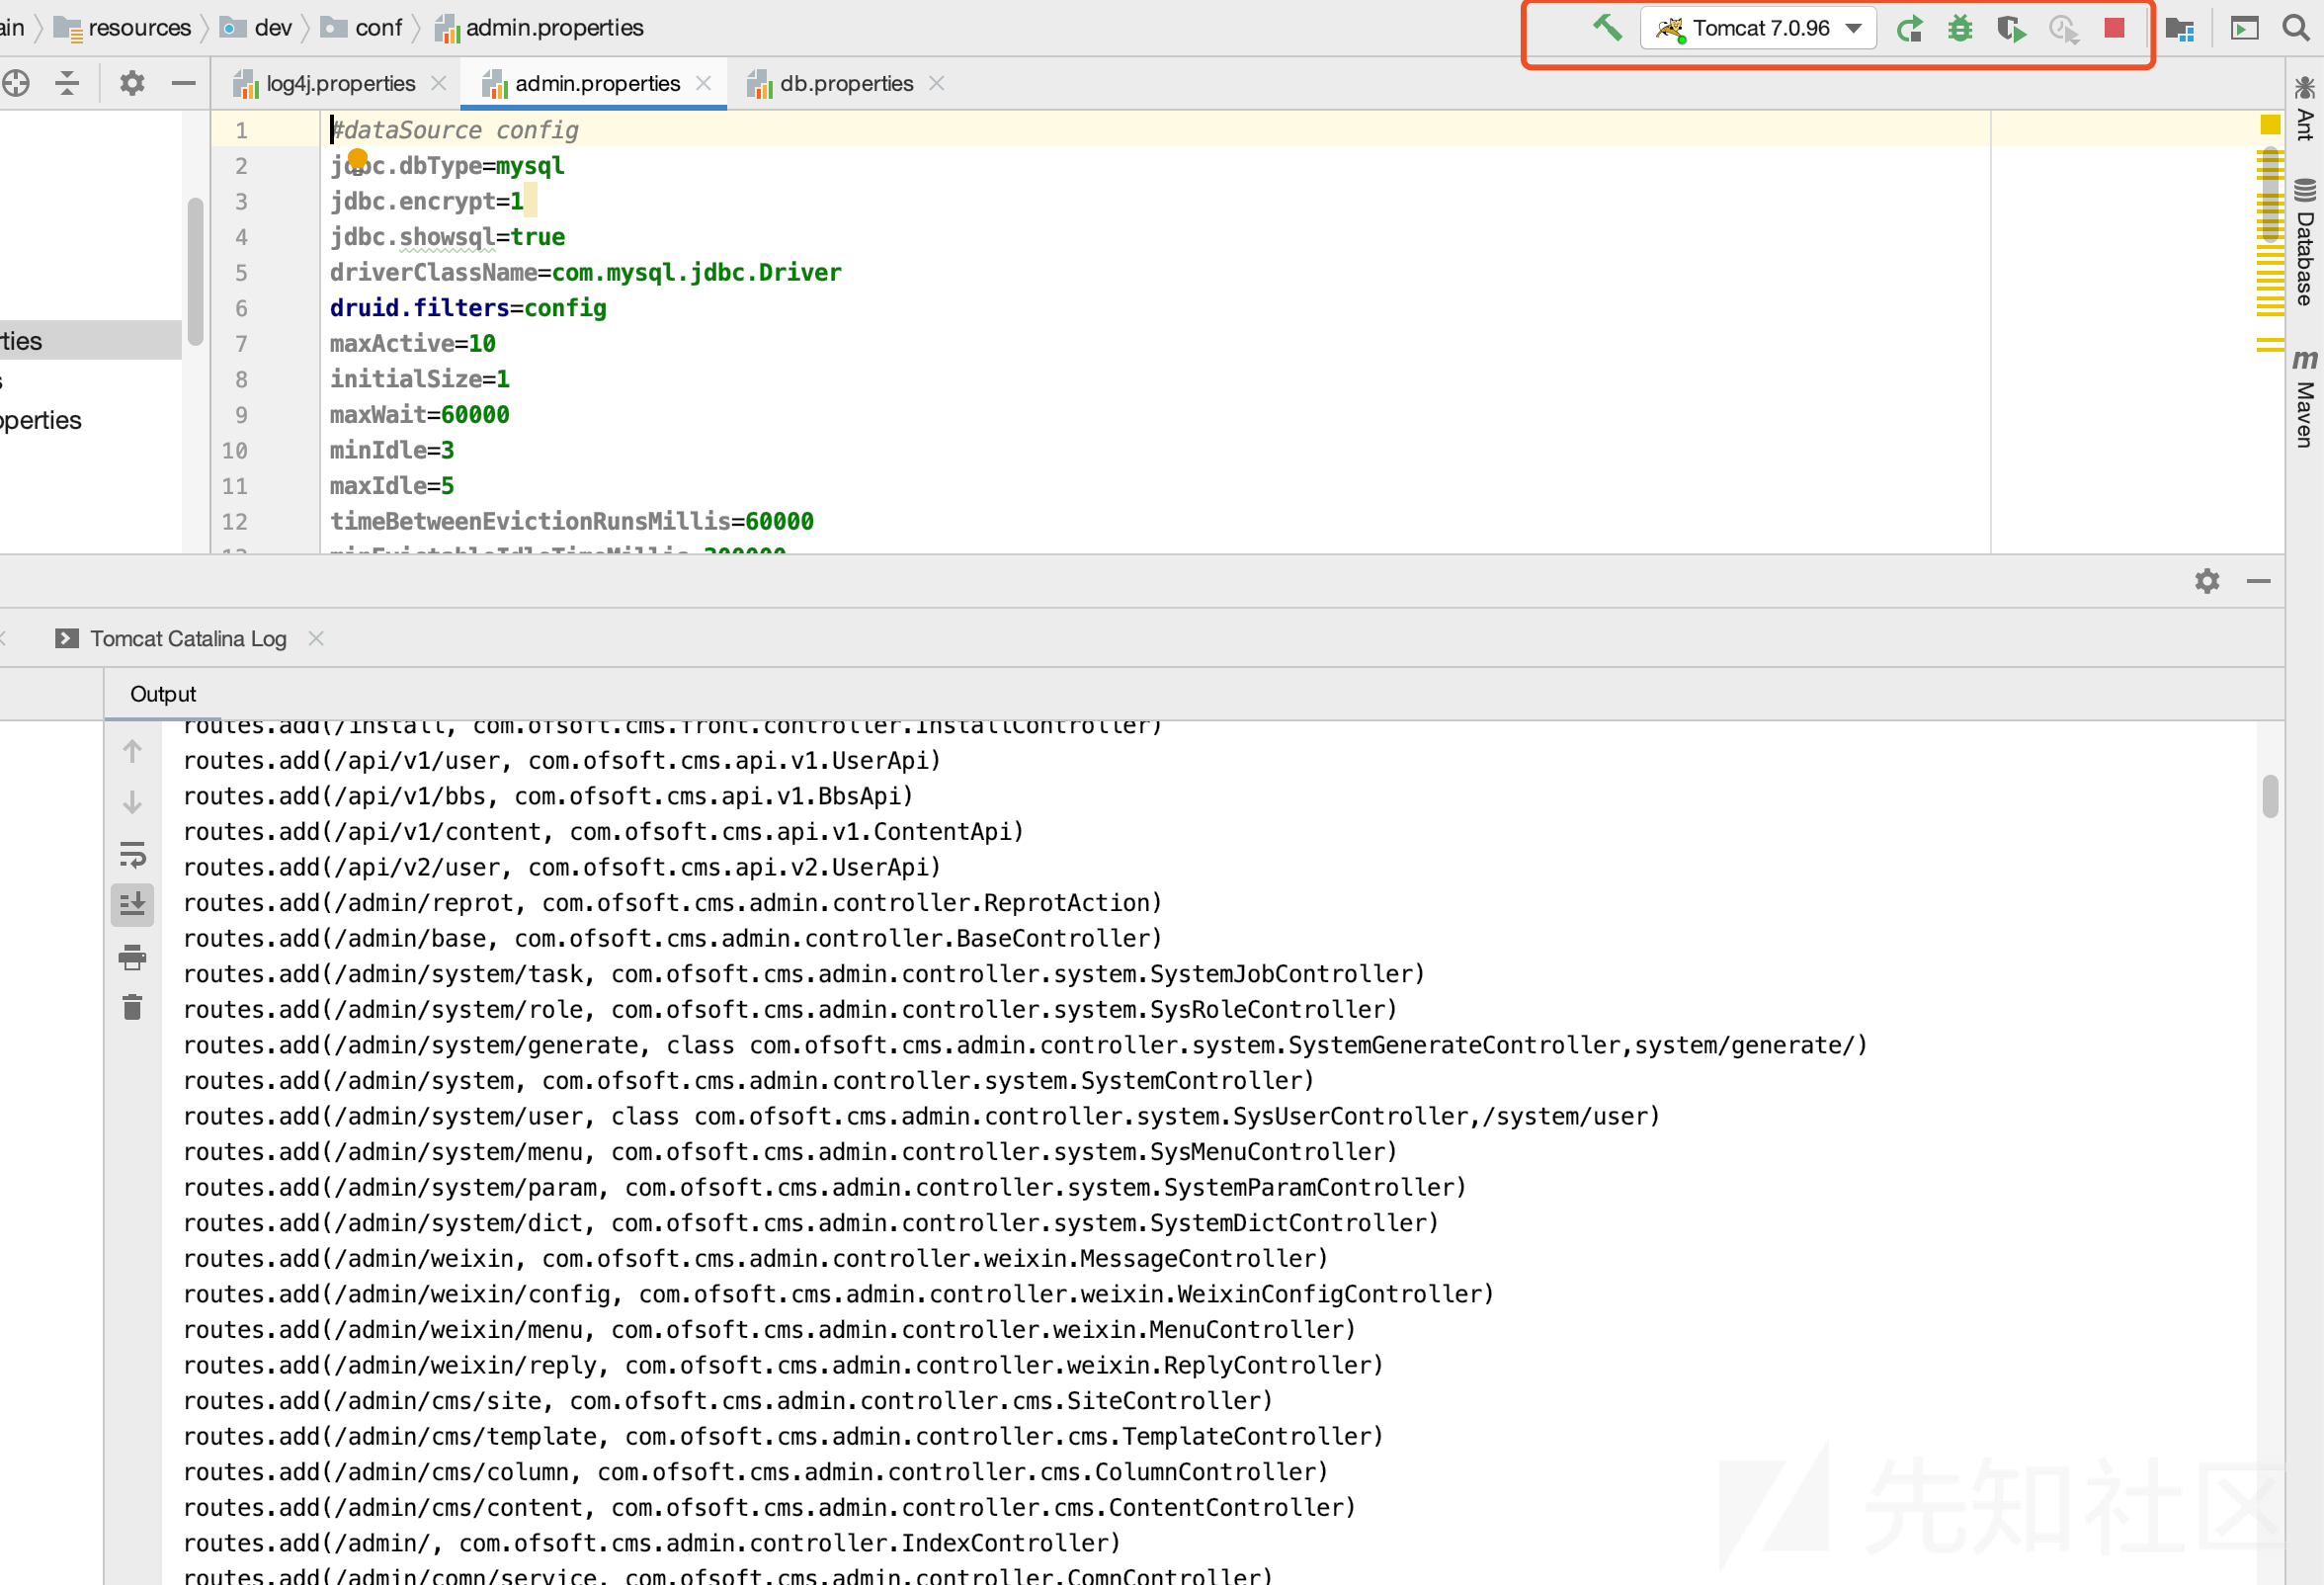 ain resources dev conf admin.properties Tomcat 7.0.96
log4j.properties admin.properties db.properties
1 #dataSource config
2 jdbc.dbType=mysql
3 jdbc.encrypt=1
4 jdbc.showsql=true
5 driverClassName=com.mysql.jdbc.Driver
6 druid.filters=config
7 maxActive=10
8 initialSize=1
9 maxWait=60000
10 minIdle=3
11 maxIdle=5
12 timeBetweenEvictionRunsMillis=60000
13 minEvictableIdleTimeMillis=300000
rties
s
operties
Ant
Database
Maven
Tomcat Catalina Log
Output
routes.add(/install, com.ofsoft.cms.front.controller.InstallController)
routes.add(/api/v1/user, com.ofsoft.cms.api.v1.UserApi)
routes.add(/api/v1/bbs, com.ofsoft.cms.api.v1.BbsApi)
routes.add(/api/v1/content, com.ofsoft.cms.api.v1.ContentApi)
routes.add(/api/v2/user, com.ofsoft.cms.api.v2.UserApi)
routes.add(/admin/reprot, com.ofsoft.cms.admin.controller.ReprotAction)
routes.add(/admin/base, com.ofsoft.cms.admin.controller.BaseController)
routes.add(/admin/system/task, com.ofsoft.cms.admin.controller.system.SystemJobController)
routes.add(/admin/system/role, com.ofsoft.cms.admin.controller.system.SysRoleController)
routes.add(/admin/system/generate, class com.ofsoft.cms.admin.controller.system.SystemGenerateController,system/generate/)
routes.add(/admin/system, com.ofsoft.cms.admin.controller.system.SystemController)
routes.add(/admin/system/user, class com.ofsoft.cms.admin.controller.system.SysUserController,/system/user)
routes.add(/admin/system/menu, com.ofsoft.cms.admin.controller.system.SysMenuController)
routes.add(/admin/system/param, com.ofsoft.cms.admin.controller.system.SystemParamController)
routes.add(/admin/system/dict, com.ofsoft.cms.admin.controller.system.SystemDictController)
routes.add(/admin/weixin, com.ofsoft.cms.admin.controller.weixin.MessageController)
routes.add(/admin/weixin/config, com.ofsoft.cms.admin.controller.weixin.WeixinConfigController)
routes.add(/admin/weixin/menu, com.ofsoft.cms.admin.controller.weixin.MenuController)
routes.add(/admin/weixin/reply, com.ofsoft.cms.admin.controller.weixin.ReplyController)
routes.add(/admin/cms/site, com.ofsoft.cms.admin.controller.cms.SiteController)
routes.add(/admin/cms/template, com.ofsoft.cms.admin.controller.cms.TemplateController)
routes.add(/admin/cms/column, com.ofsoft.cms.admin.controller.cms.ColumnController)
routes.add(/admin/cms/content, com.ofsoft.cms.admin.controller.cms.ContentController)
routes.add(/admin/, com.ofsoft.cms.admin.controller.IndexController)
routes.add(/admin/comn/service, com.ofsoft.cms.admin.controller.ComnController)
先知社区